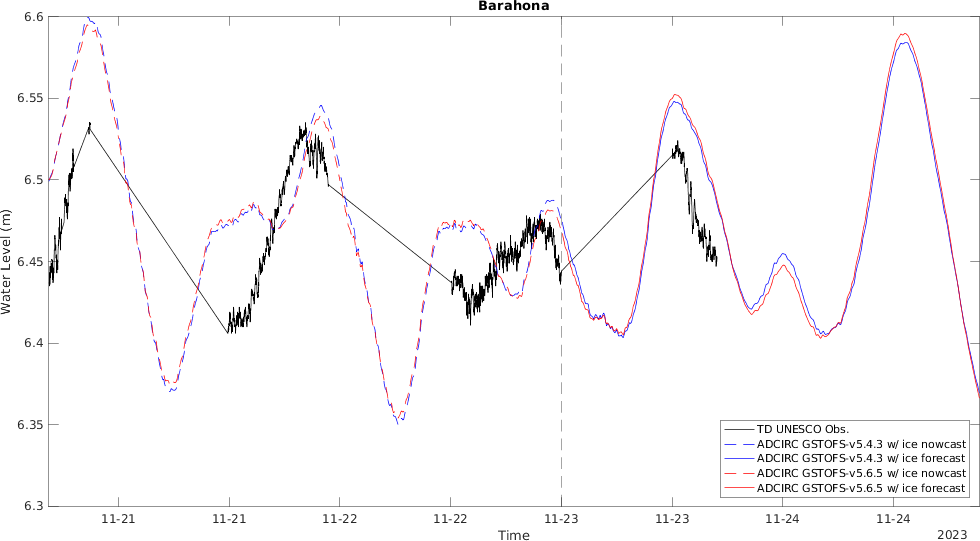 Barahona
6.6
6.55
6.5
6.45
6.4
6.35
6.3
Water Level (m)
TD UNESCO Obs.
ADCIRC GSTOFS-v5.4.3 w/ ice nowcast
ADCIRC GSTOFS-v5.4.3 w/ ice forecast
ADCIRC GSTOFS-v5.6.5 w/ ice nowcast
ADCIRC GSTOFS-v5.6.5 w/ ice forecast
11-21 11-21 11-22 11-22 11-23 11-23 11-24 11-24
Time
2023